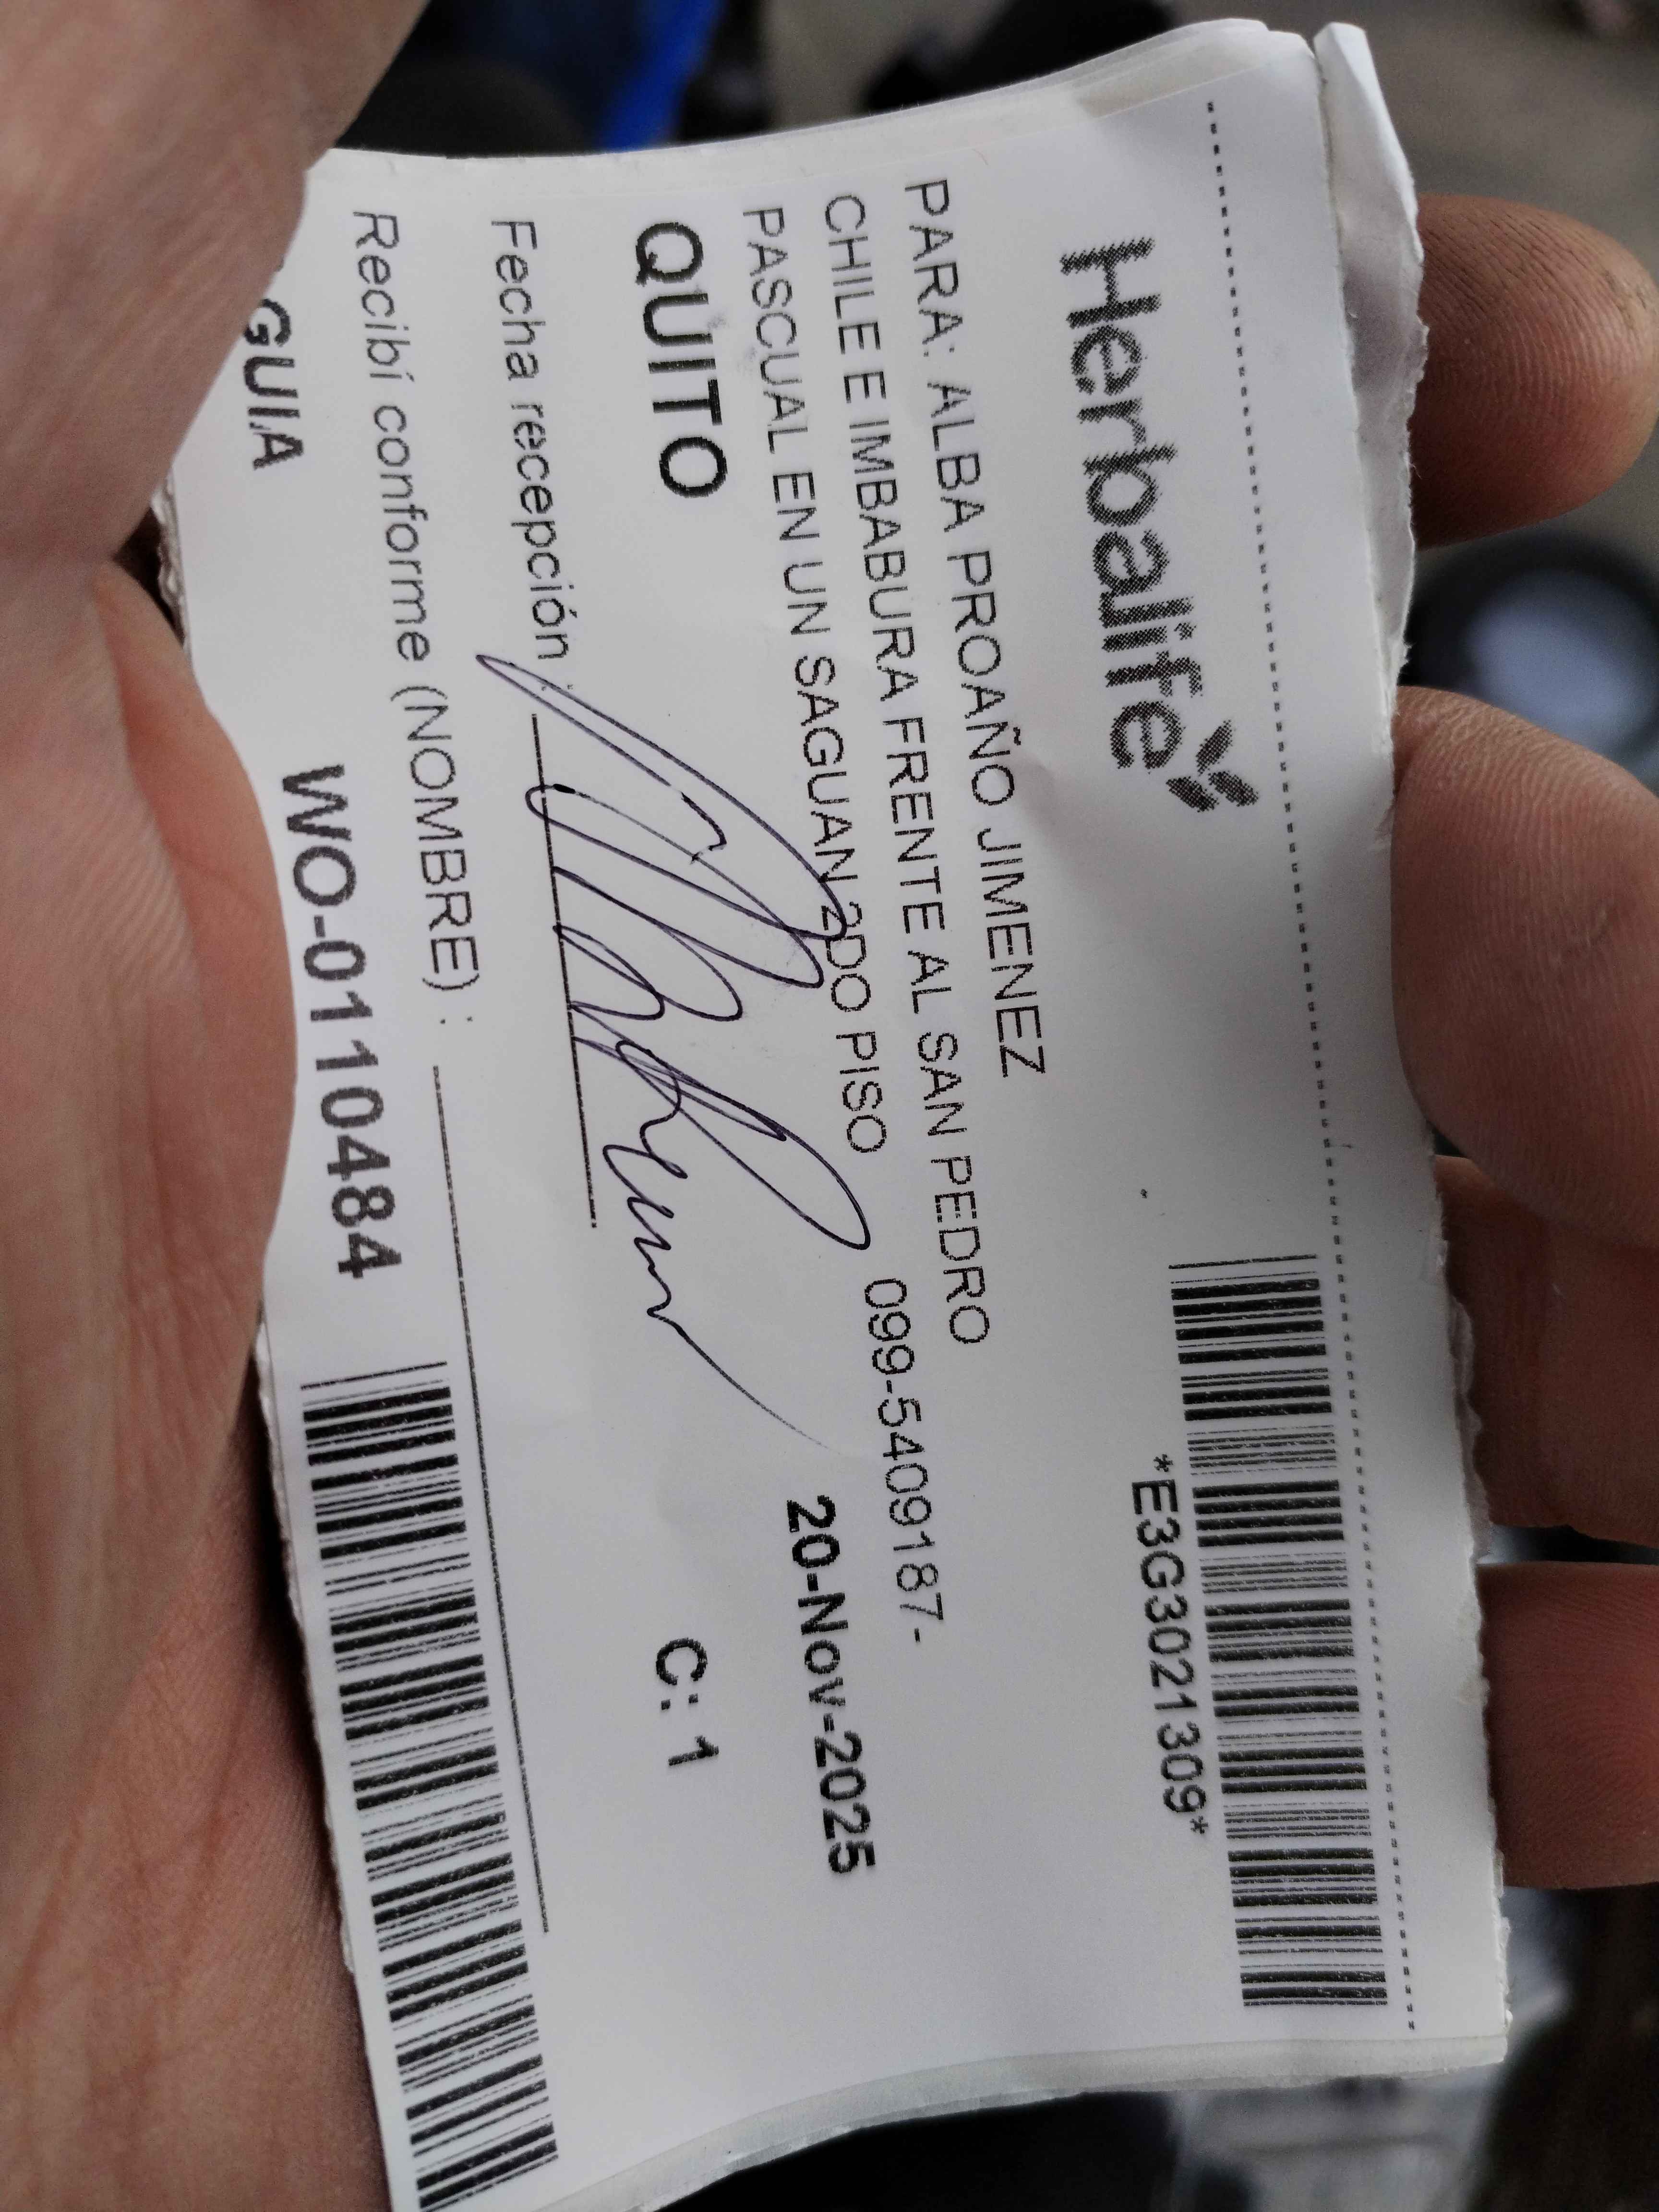 Herbalife
*E3G3021309*
PARA: ALBA PROAÑO JIMENEZ
CHILE E IMBABURA FRENTE AL SAN PEDRO
PASCUAL EN UN SAGUAN 2DO PISO
099-5409187-
QUITO
20-Nov-2025
C: 1
Fecha recepción :
Recibí conforme (NOMBRE) :
GUIA WO-0110484